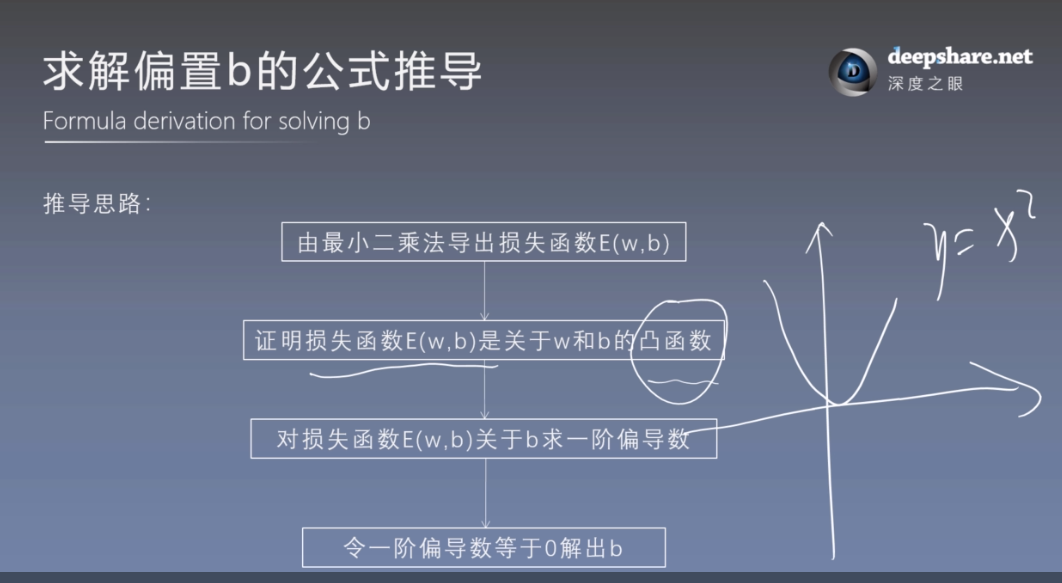 求解偏置b的公式推导
deepshare.net
深度之眼
Formula derivation for solving b
推导思路：
由最小二乘法导出损失函数E(w,b)
y=x²
证明损失函数E(w,b)是关于w和b的凸函数
对损失函数E(w,b)关于b求一阶偏导数
令一阶偏导数等于0解出b